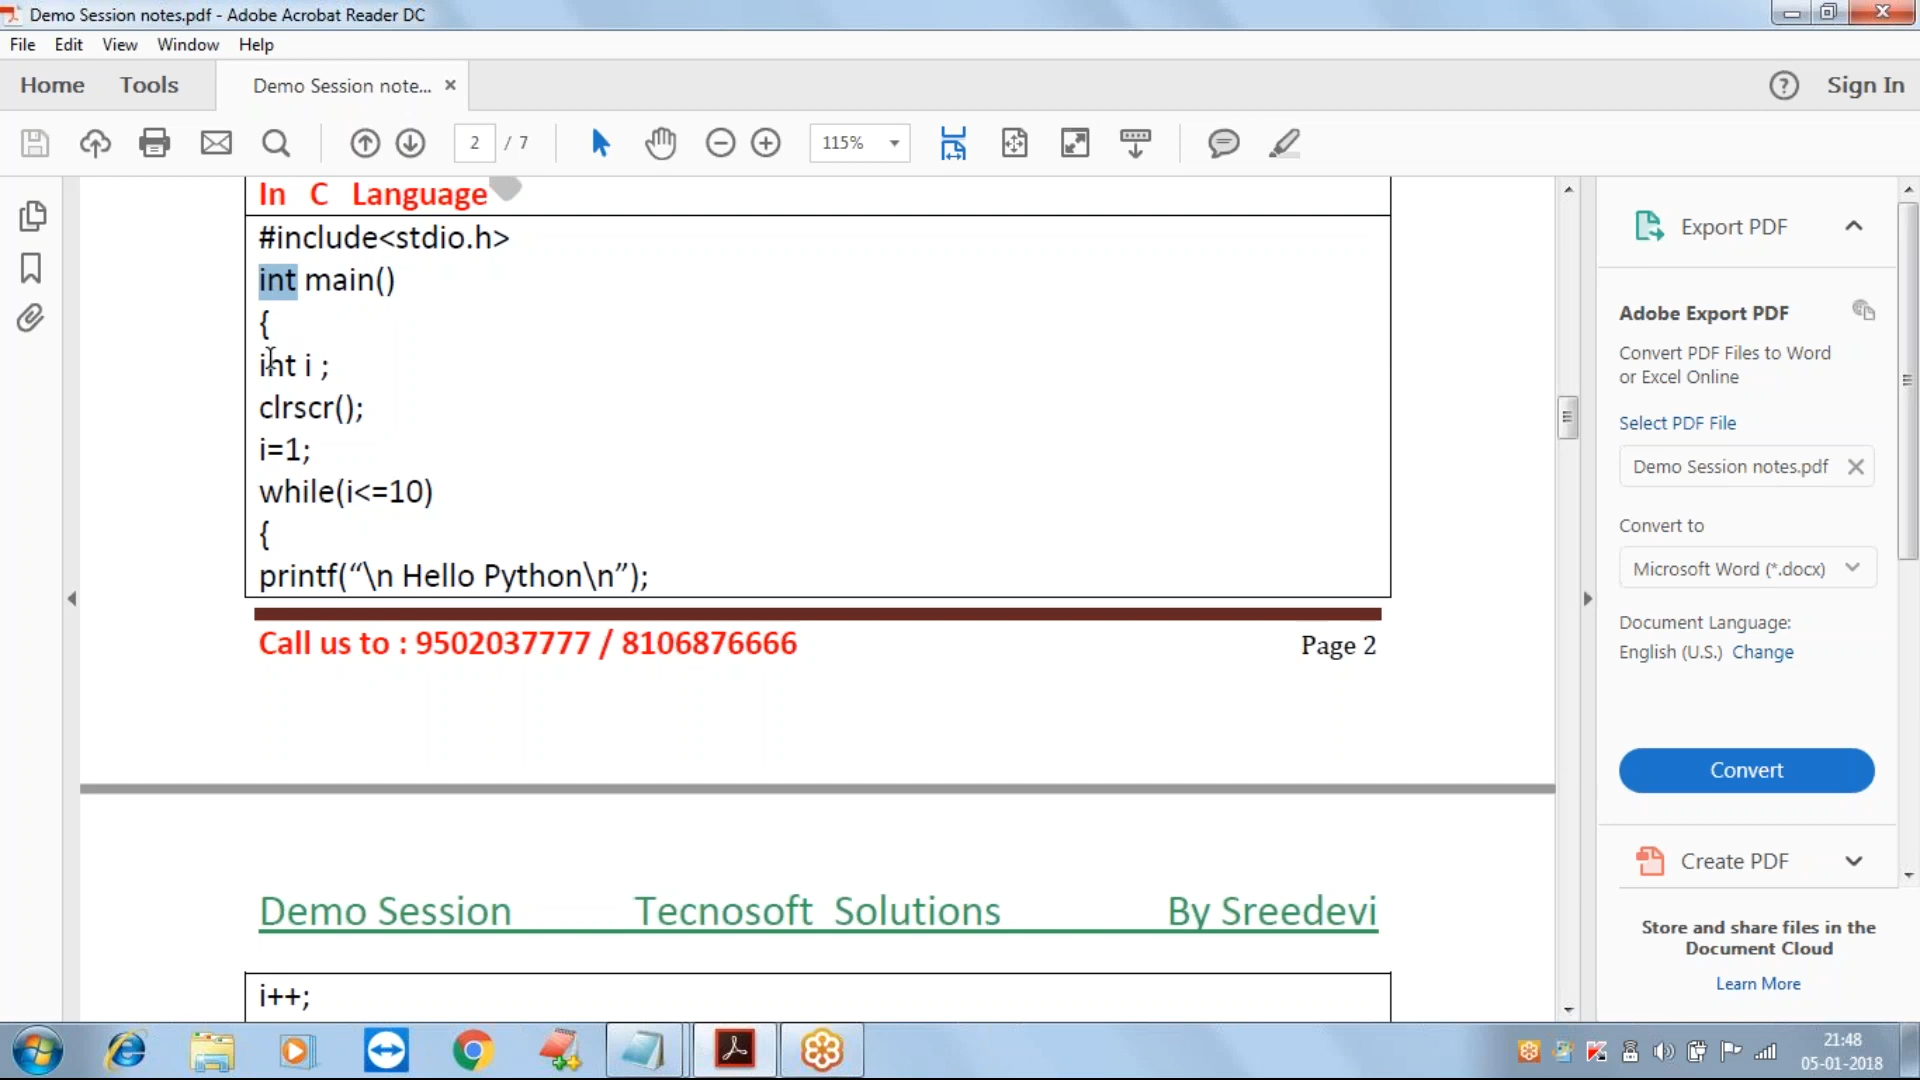 Demo Session notes.pdf - Adobe Acrobat Reader DC
File Edit View Window Help
Home Tools Demo Session note... Sign In
2 / 7 115%
In C Language
#include<stdio.h>
int main()
{
int i ;
clrscr();
i=1;
while(i<=10)
{
printf(“\n Hello Python\n”);
Call us to : 9502037777 / 8106876666 Page 2
Demo Session Tecnosoft Solutions By Sreedevi
i++;
Export PDF
Adobe Export PDF
Convert PDF Files to Word
or Excel Online
Select PDF File
Demo Session notes.pdf
Convert to
Microsoft Word (*.docx)
Document Language:
English (U.S.) Change
Convert
Create PDF
Store and share files in the
Document Cloud
Learn More
21:48
05-01-2018